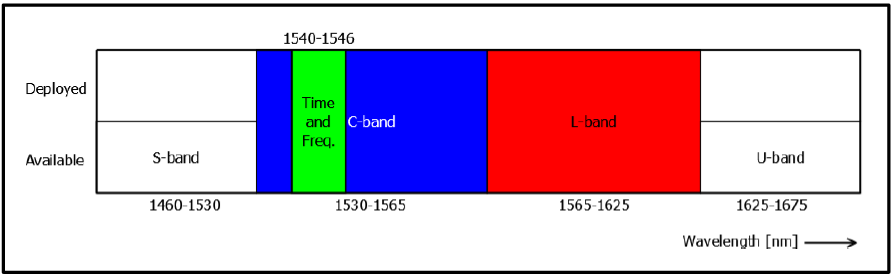 1540-1546
Deployed
Time
and
Freq.
C-band
L-band
Available
S-band
U-band
1460-1530
1530-1565
1565-1625
1625-1675
Wavelength [nm]